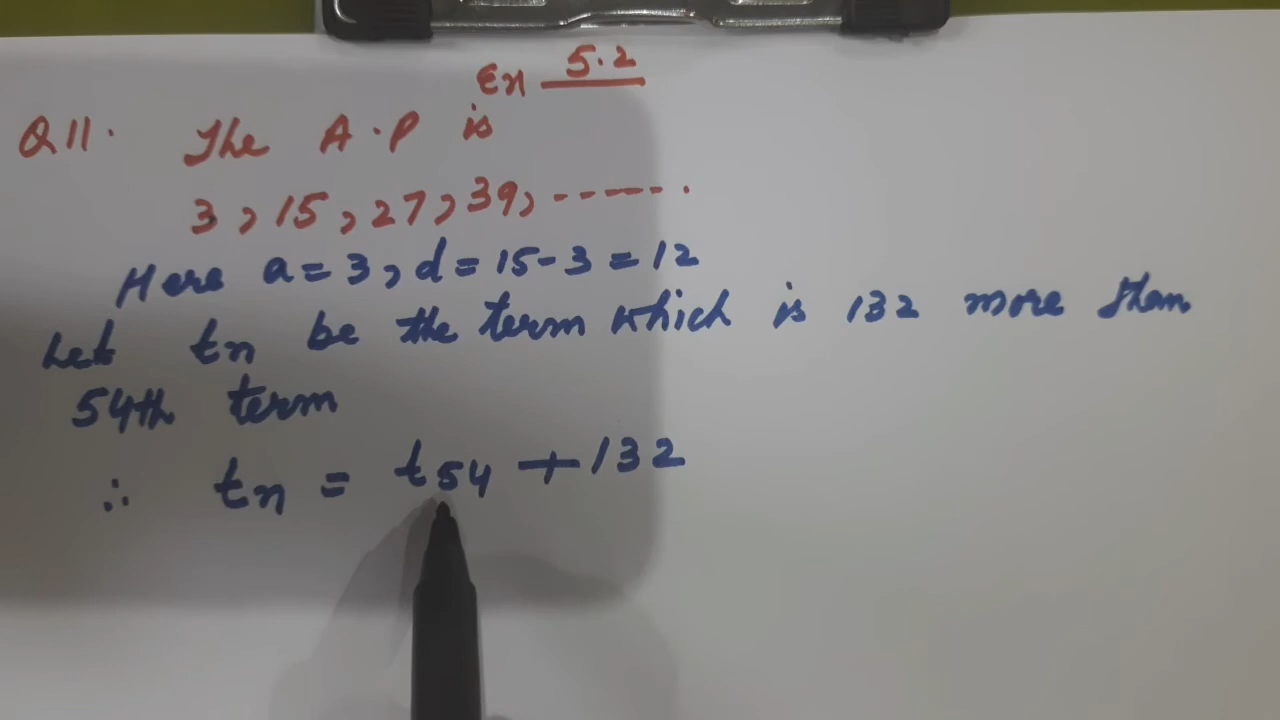 Ex 5.2
Q11. The A.P is
3, 15, 27, 39, -------.
Here a = 3, d = 15 - 3 = 12
Let tn be the term which is 132 more than
54th term
∴ tn = t54 + 132